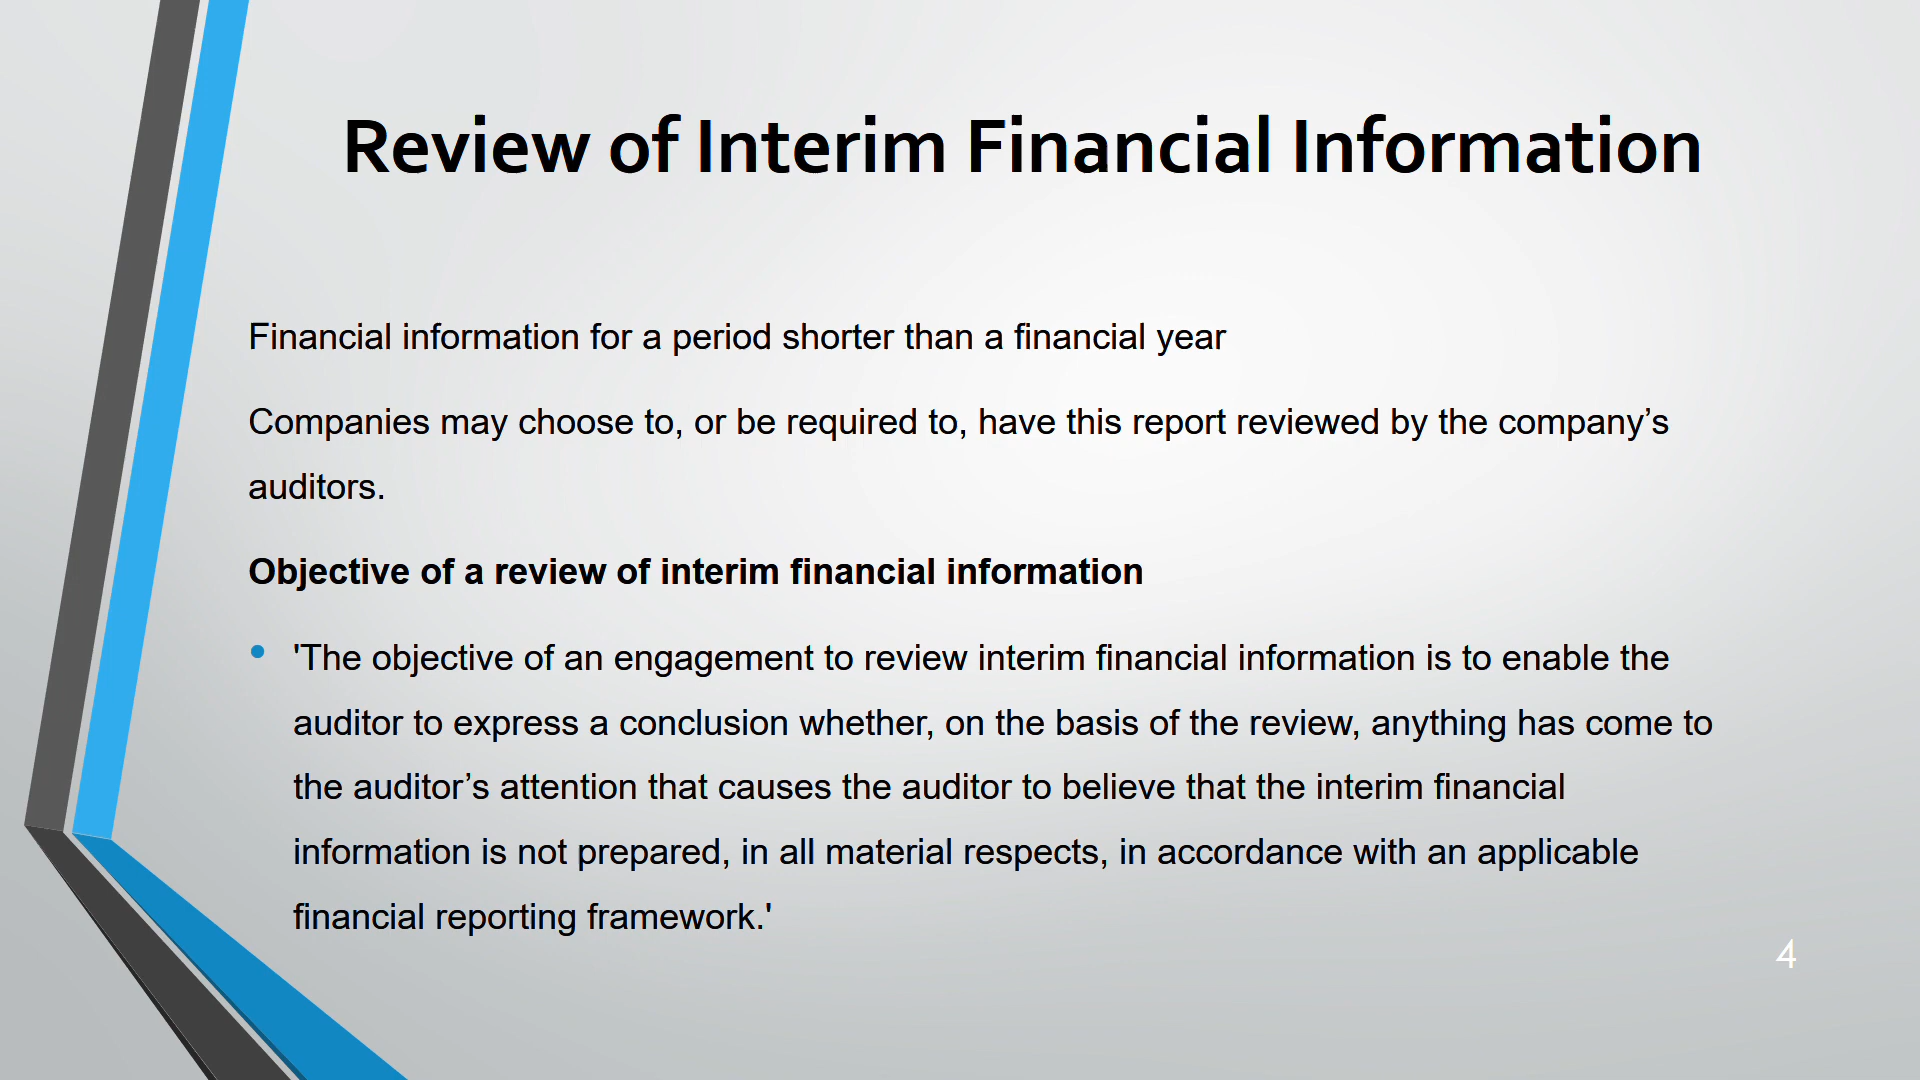 Review of Interim Financial Information
Financial information for a period shorter than a financial year
Companies may choose to, or be required to, have this report reviewed by the company’s
auditors.
Objective of a review of interim financial information
• 'The objective of an engagement to review interim financial information is to enable the
auditor to express a conclusion whether, on the basis of the review, anything has come to
the auditor’s attention that causes the auditor to believe that the interim financial
information is not prepared, in all material respects, in accordance with an applicable
financial reporting framework.'
4